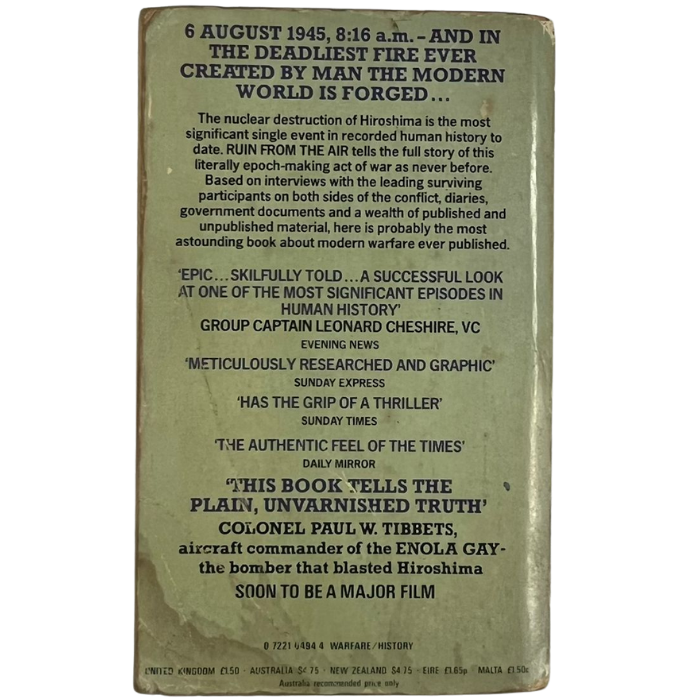 6 AUGUST 1945, 8:16 a.m. – AND IN
THE DEADLIEST FIRE EVER
CREATED BY MAN THE MODERN
WORLD IS FORGED...
The nuclear destruction of Hiroshima is the most
significant single event in recorded human history to
date. RUIN FROM THE AIR tells the full story of this
literally epoch-making act of war as never before.
Based on interviews with the leading surviving
participants on both sides of the conflict, diaries,
government documents and a wealth of published and
unpublished material, here is probably the most
astounding book about modern warfare ever published.
'EPIC...SKILFULLY TOLD...A SUCCESSFUL LOOK
AT ONE OF THE MOST SIGNIFICANT EPISODES IN
HUMAN HISTORY'
GROUP CAPTAIN LEONARD CHESHIRE, VC
EVENING NEWS
'METICULOUSLY RESEARCHED AND GRAPHIC'
SUNDAY EXPRESS
'HAS THE GRIP OF A THRILLER'
SUNDAY TIMES
'THE AUTHENTIC FEEL OF THE TIMES'
DAILY MIRROR
'THIS BOOK TELLS THE
PLAIN, UNVARNISHED TRUTH'
COLONEL PAUL W. TIBBETS,
aircraft commander of the ENOLA GAY-
the bomber that blasted Hiroshima
SOON TO BE A MAJOR FILM
0 7221 8494 4 WARFARE/HISTORY
UNITED KINGDOM £1.50 · AUSTRALIA $4.75 · NEW ZEALAND $4.75 · EIRE £1.65p · MALTA £1.50c
Australia recommended price only